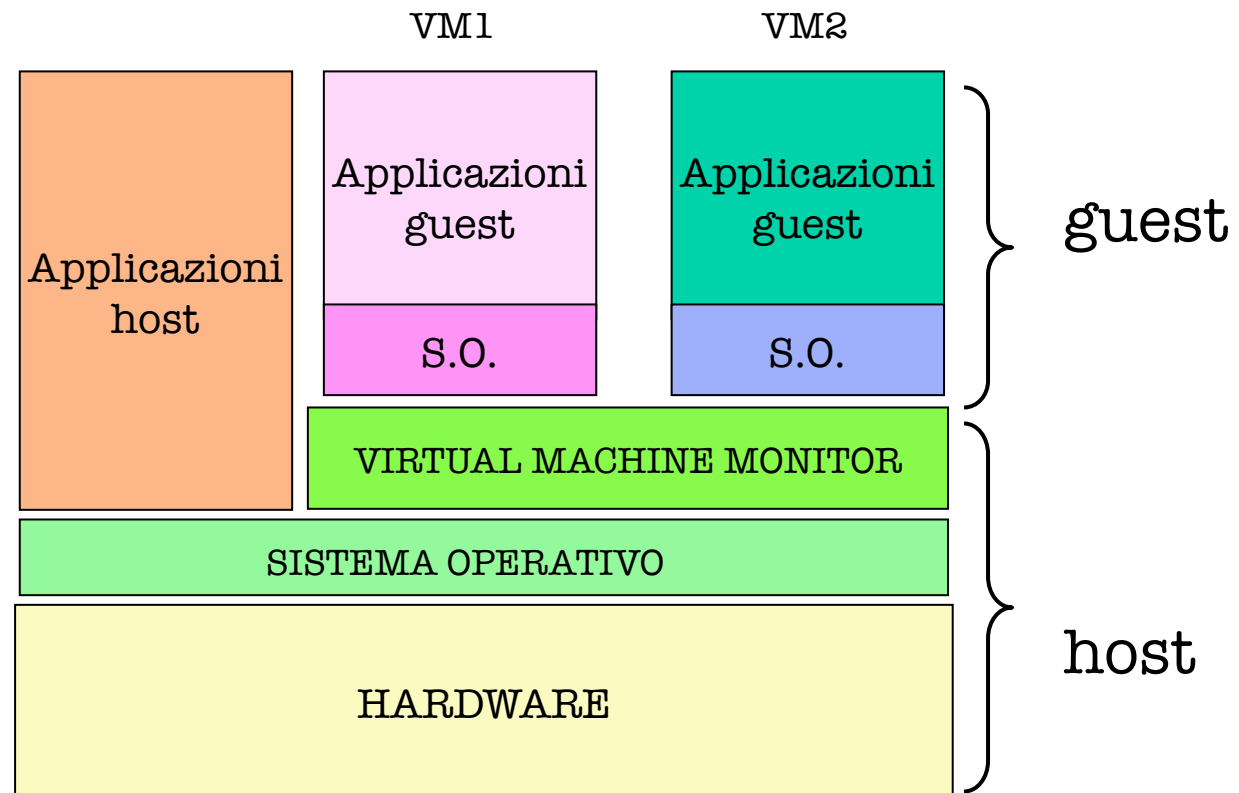 VM1
VM2
Applicazioni
host
Applicazioni
guest
S.O.
Applicazioni
guest
S.O.
guest
VIRTUAL MACHINE MONITOR
SISTEMA OPERATIVO
HARDWARE
host